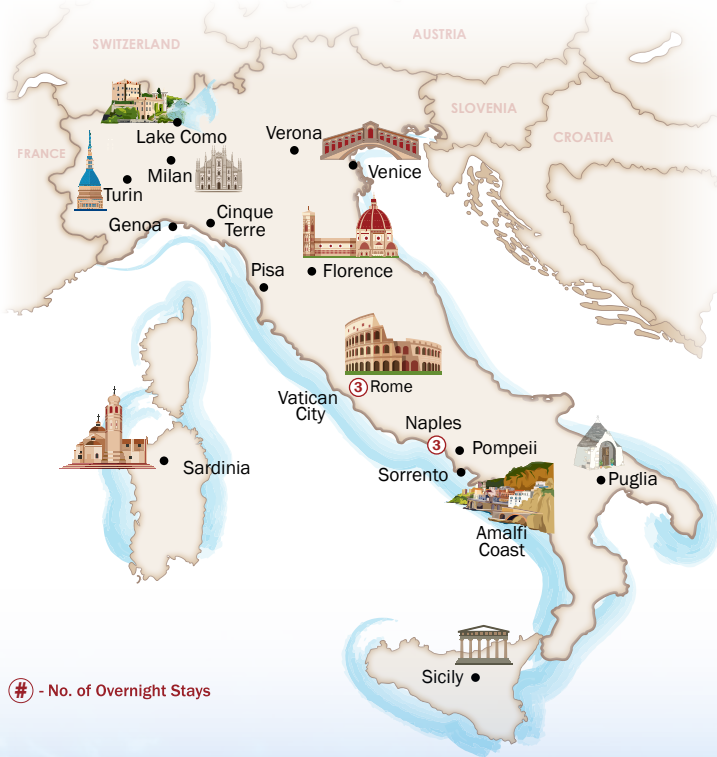 AUSTRIA
SWITZERLAND
SLOVENIA
CROATIA
FRANCE
Lake Como
Verona
Venice
Milan
Turin
Cinque
Terre
Genoa
Pisa
Florence
3 Rome
Vatican
City
Naples
3
Pompeii
Sorrento
Sardinia
Puglia
Amalfi
Coast
Sicily
# - No. of Overnight Stays